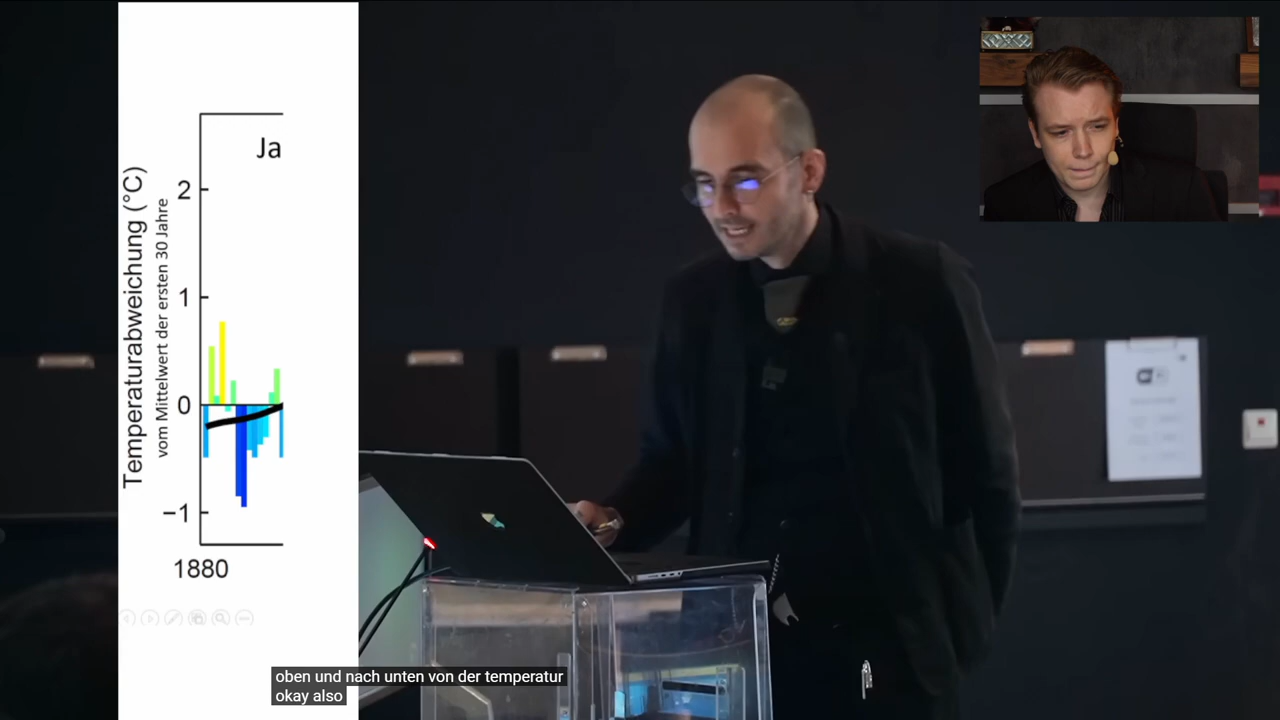 Temperaturabweichung (°C)
vom Mittelwert der ersten 30 Jahre
Ja
2
1
0
−1
1880
oben und nach unten von der temperatur
okay also